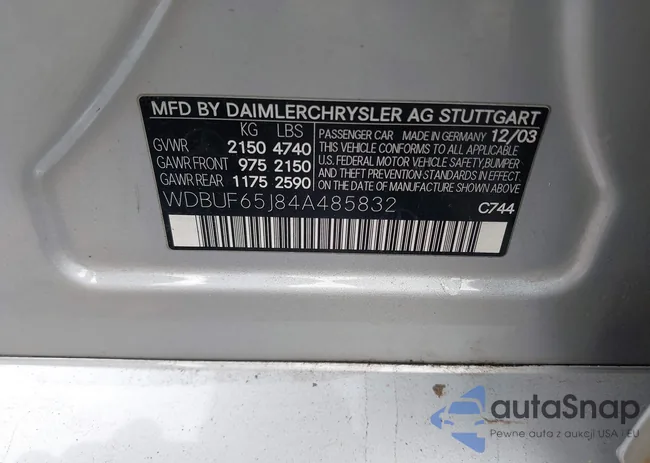 MFD BY DAIMLERCHRYSLER AG STUTTGART
KG LBS
GVWR 2150 4740
GAWR FRONT 975 2150
GAWR REAR 1175 2590
PASSENGER CAR MADE IN GERMANY 12/03
THIS VEHICLE CONFORMS TO ALL APPLICABLE
U.S. FEDERAL MOTOR VEHICLE SAFETY, BUMPER
AND THEFT PREVENTION STANDARDS IN EFFECT
ON THE DATE OF MANUFACTURE SHOWN ABOVE.
WDBUF65J84A485832 C744
autaSnap
Pewne auta z aukcji USA i EU